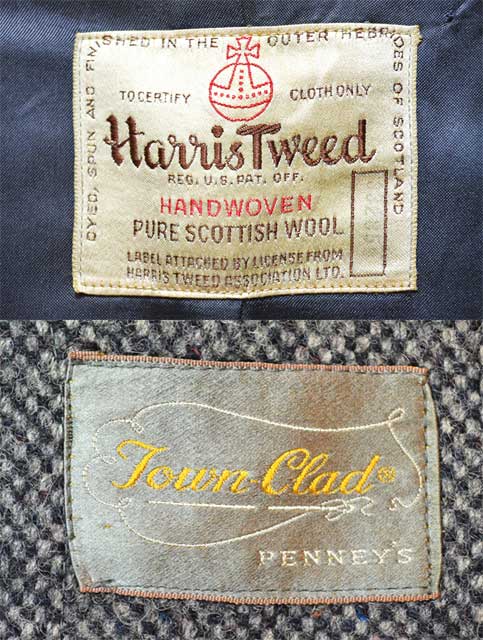 DYED, SPUN AND FINISHED IN THE OUTER HEBRIDES OF SCOTLAND
TO CERTIFY CLOTH ONLY
Harris Tweed
REG. U.S. PAT. OFF.
HANDWOVEN
PURE SCOTTISH WOOL
LABEL ATTACHED BY LICENSE FROM
HARRIS TWEED ASSOCIATION LTD.
Town-Clad®
PENNEY'S